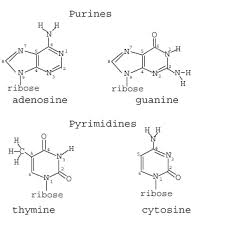 Purines
H H
N
N N
N N
ribose
adenosine
O
N N H
N N N H
H
ribose
guanine
Pyrimidines
H O
H C N H
H
N O
ribose
thymine
H H
N
N
N O
ribose
cytosine